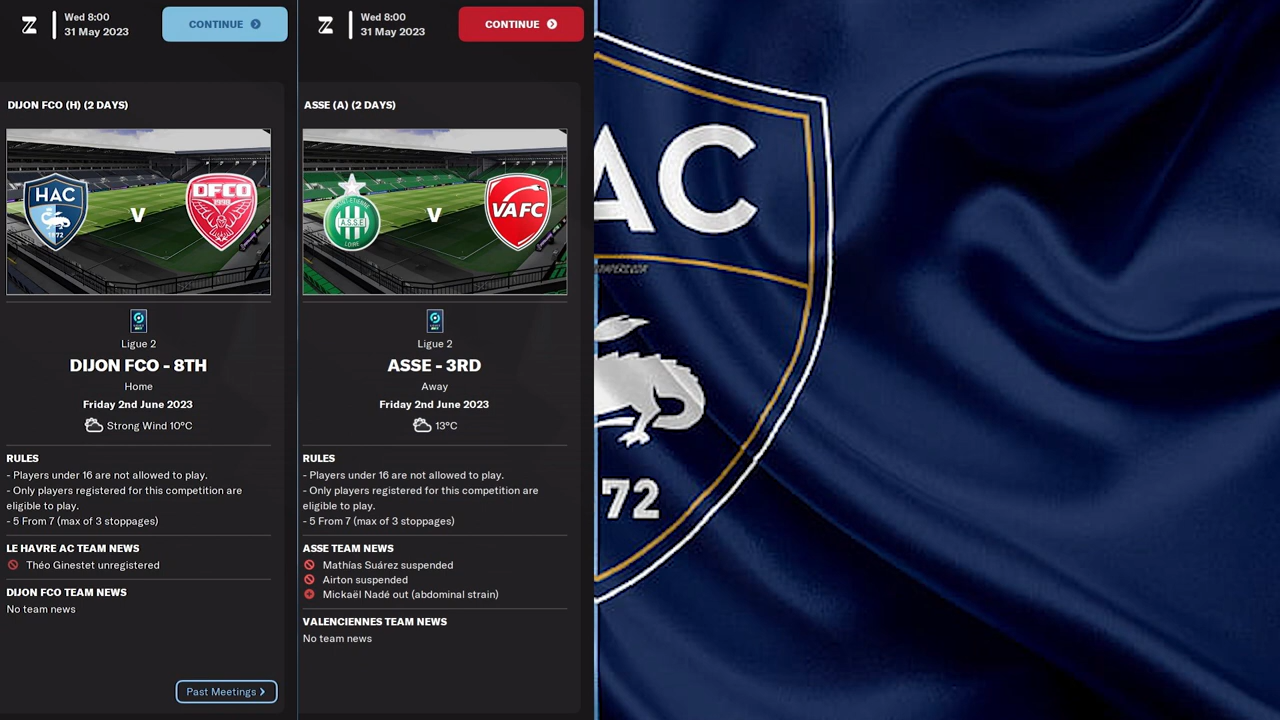 Wed 8:00
31 May 2023
CONTINUE
DIJON FCO (H) (2 DAYS)
HAC
1872
V
DFCO
1998
Ligue 2
DIJON FCO - 8TH
Home
Friday 2nd June 2023
Strong Wind 10°C
RULES
- Players under 16 are not allowed to play.
- Only players registered for this competition are
eligible to play.
- 5 From 7 (max of 3 stoppages)
LE HAVRE AC TEAM NEWS
Théo Ginestet unregistered
DIJON FCO TEAM NEWS
No team news
Past Meetings
Wed 8:00
31 May 2023
CONTINUE
ASSE (A) (2 DAYS)
SAINT-ETIENNE
ASSE
LOIRE
V
VAFC
Ligue 2
ASSE - 3RD
Away
Friday 2nd June 2023
13°C
RULES
- Players under 16 are not allowed to play.
- Only players registered for this competition are
eligible to play.
- 5 From 7 (max of 3 stoppages)
ASSE TEAM NEWS
Mathías Suárez suspended
Airton suspended
Mickaël Nadé out (abdominal strain)
VALENCIENNES TEAM NEWS
No team news
AC
72